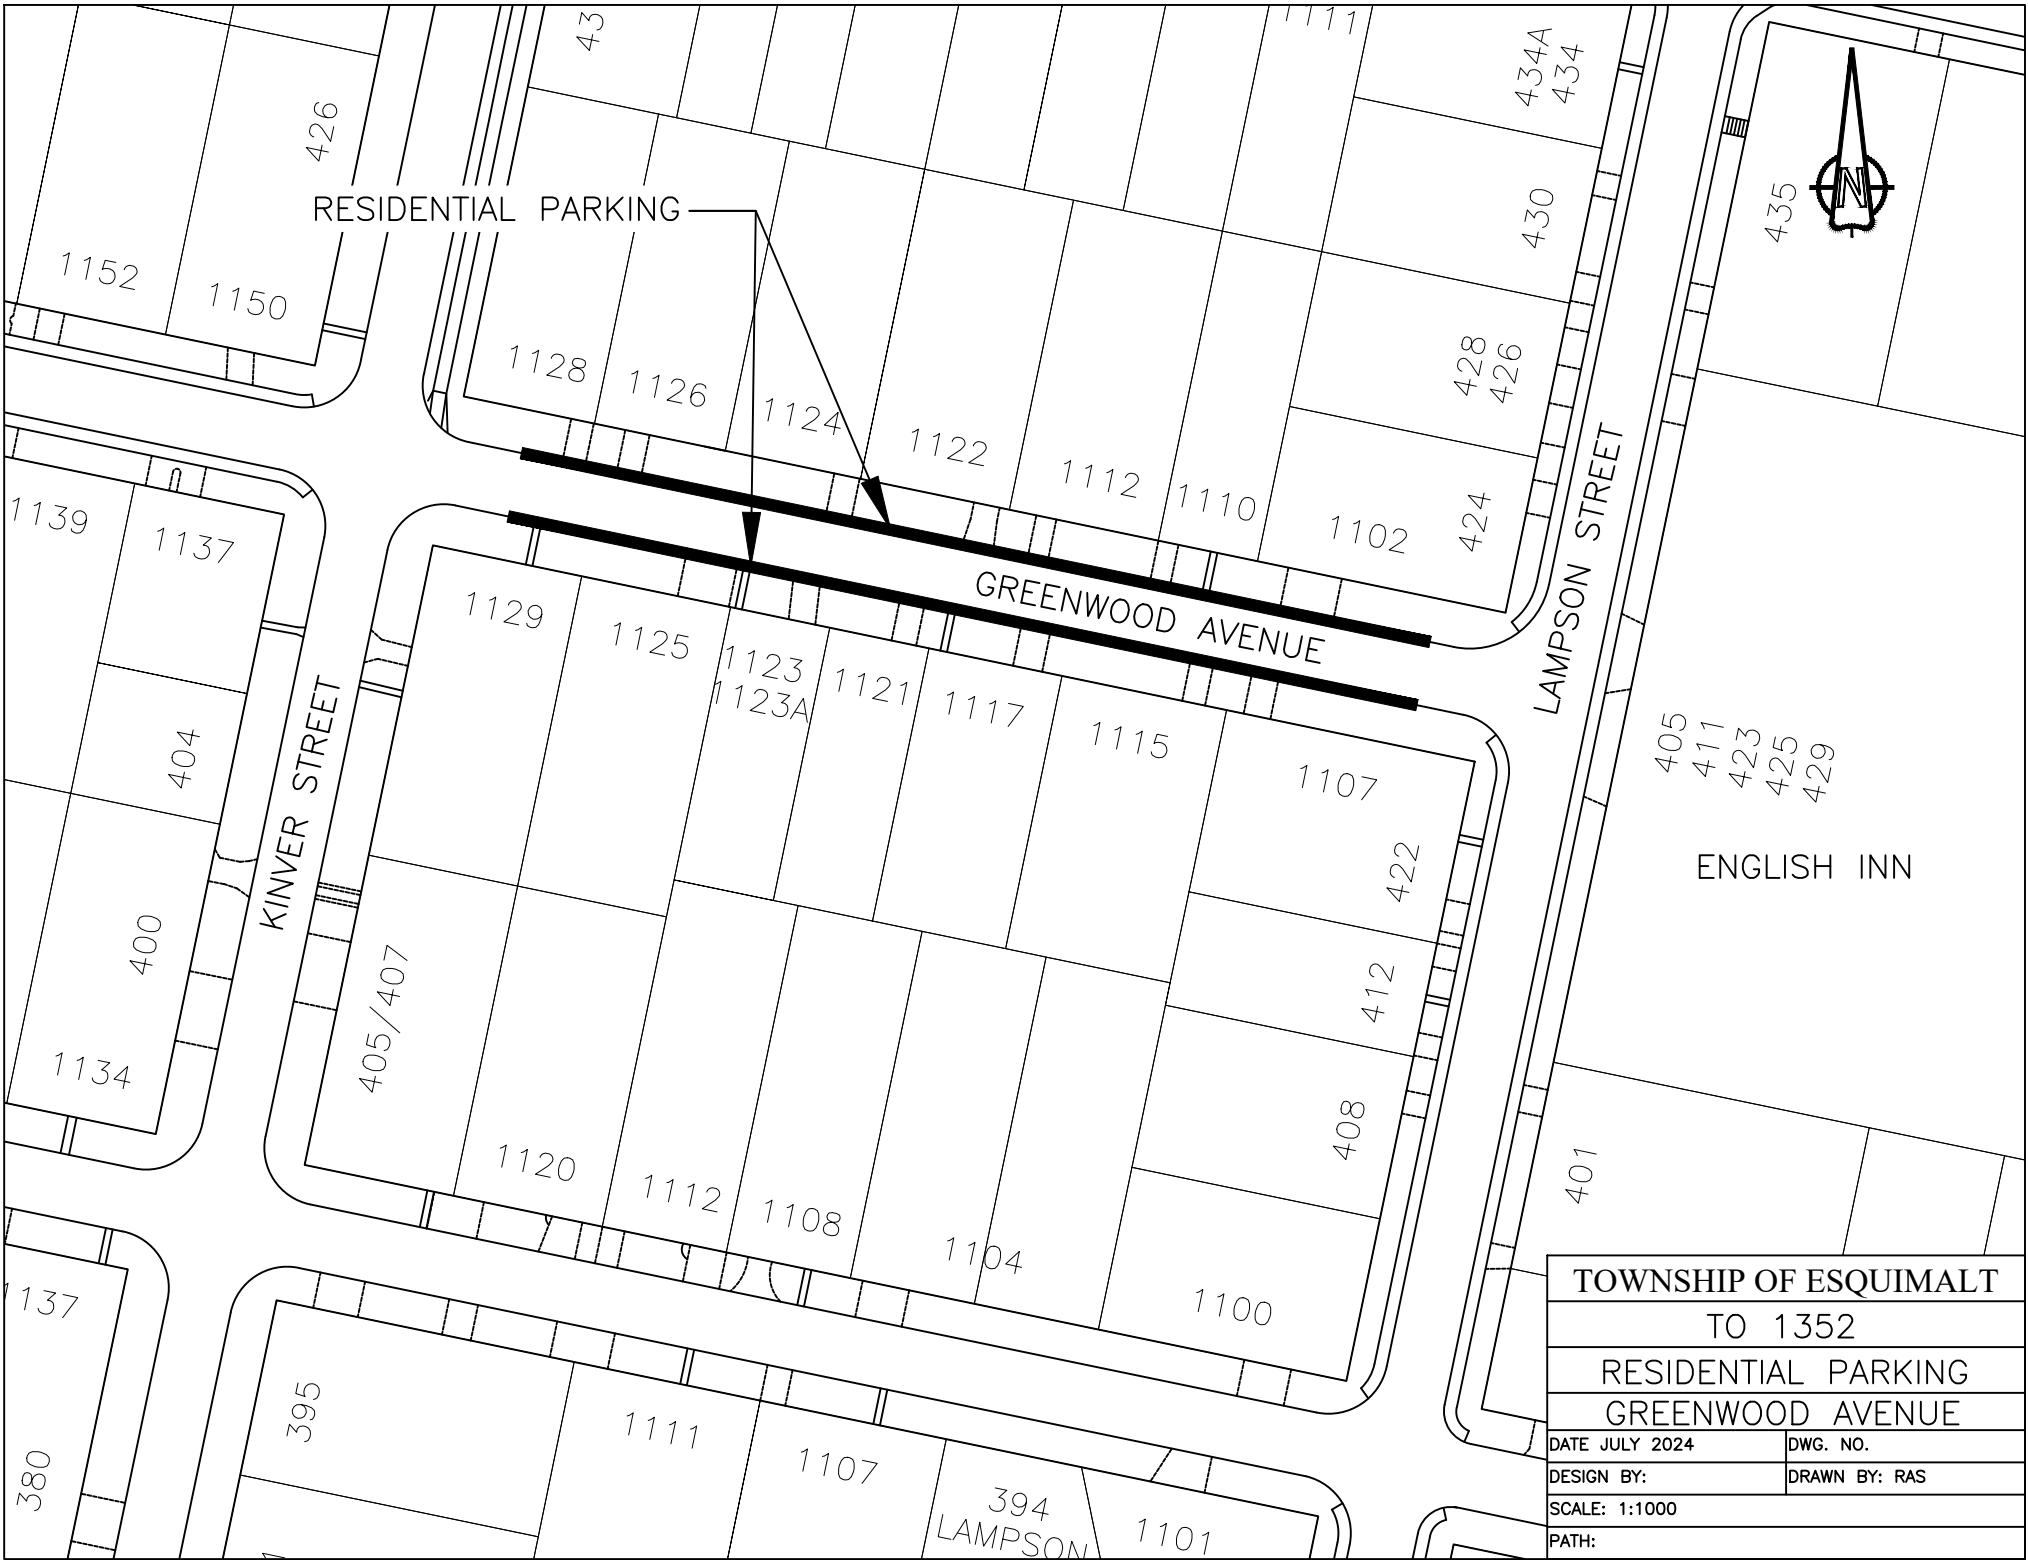 43
1111
434A
434
426
430
435
N
RESIDENTIAL PARKING
1152
1150
1128
1126
1124
1122
1112
1110
1102
428
426
424
LAMPSON STREET
1139
1137
GREENWOOD AVENUE
1129
1125
1123
1123A
1121
1117
1115
1107
404
KINVER STREET
405
411
423
425
429
ENGLISH INN
422
400
405/407
412
1134
408
401
1120
1112
1108
1104
1100
1137
395
380
1111
1107
394
LAMPSON
1101
TOWNSHIP OF ESQUIMALT
TO 1352
RESIDENTIAL PARKING
GREENWOOD AVENUE
DATE JULY 2024
DWG. NO.
DESIGN BY:
DRAWN BY: RAS
SCALE: 1:1000
PATH: